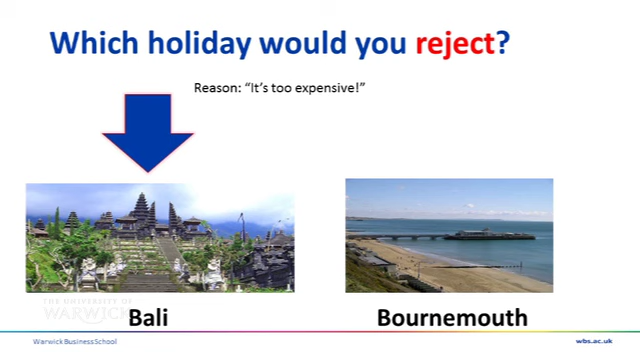 Which holiday would you reject?
Reason: “It’s too expensive!”
THE UNIVERSITY OF
WARWICK
Bali
Bournemouth
Warwick Business School
wbs.ac.uk